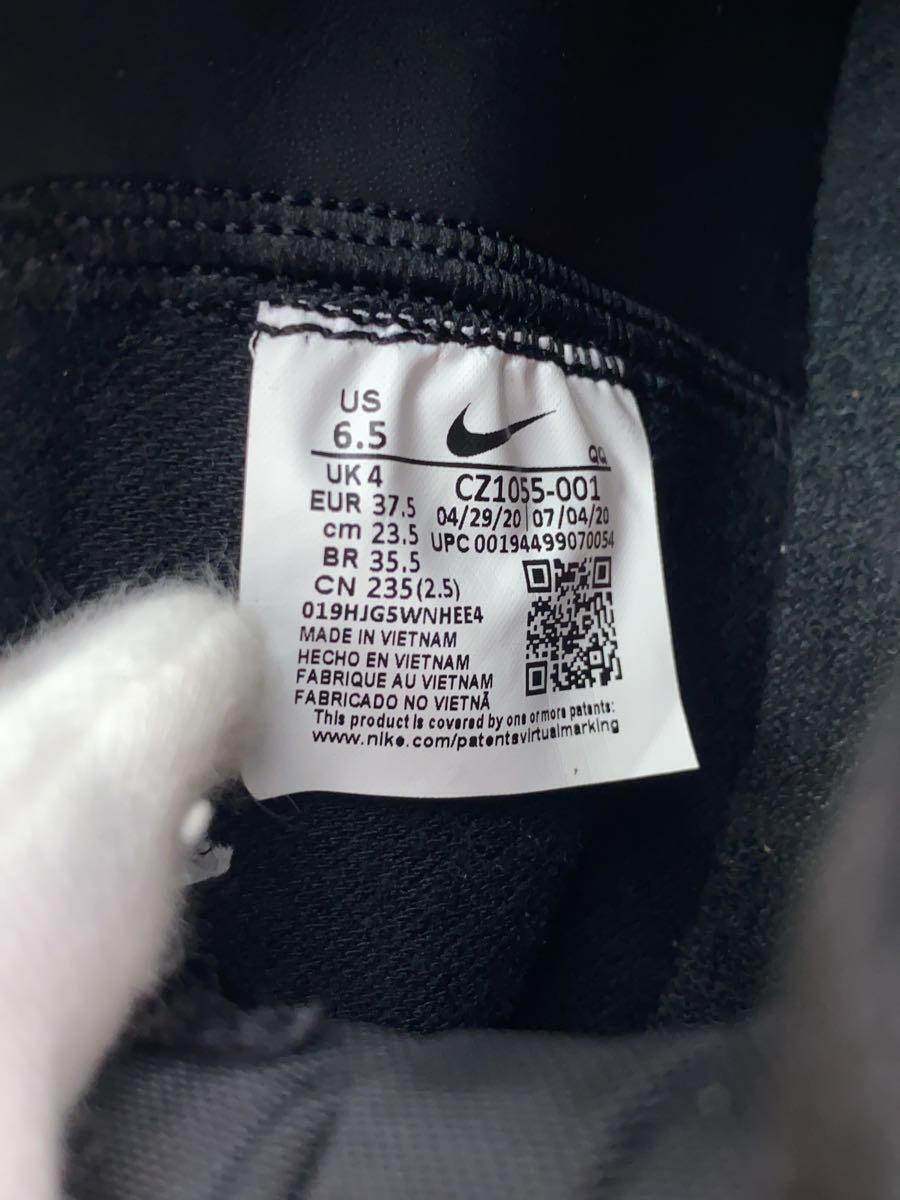 US
6.5
QQ
UK 4
CZ1055-001
EUR 37.5
04/29/20 07/04/20
cm 23.5
UPC 00194499070054
BR 35.5
CN 235(2.5)
019HJG5WNHEE4
MADE IN VIETNAM
HECHO EN VIETNAM
FABRIQUE AU VIETNAM
FABRICADO NO VIETNÃ
This product is covered by one or more patents:
www.nike.com/patentsvirtualmarking